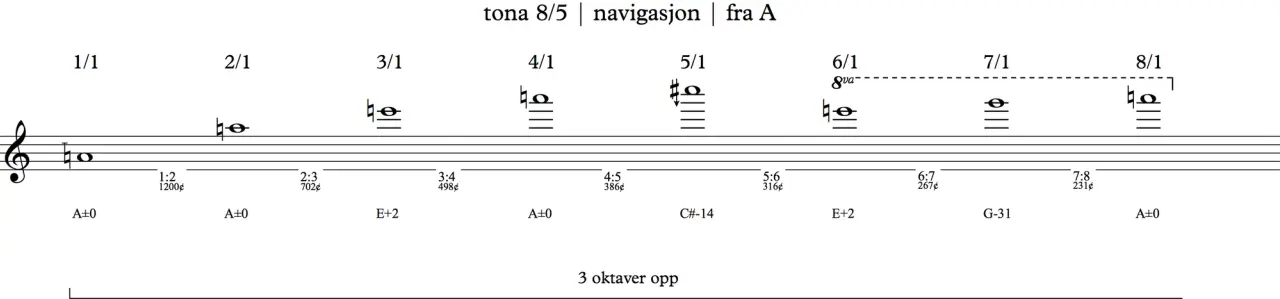 tona 8/5 | navigasjon | fra A
1/1 2/1 3/1 4/1 5/1 6/1 7/1 8/1
8va
1:2 2:3 3:4 4:5 5:6 6:7 7:8
1200¢ 702¢ 498¢ 386¢ 316¢ 267¢ 231¢
A±0 A±0 E+2 A±0 C#-14 E+2 G-31 A±0
3 oktaver opp